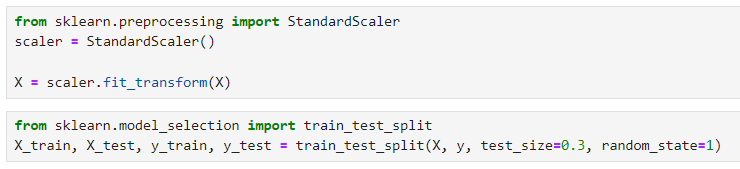 from sklearn.preprocessing import StandardScaler
scaler = StandardScaler()
X = scaler.fit_transform(X)
from sklearn.model_selection import train_test_split
X_train, X_test, y_train, y_test = train_test_split(X, y, test_size=0.3, random_state=1)